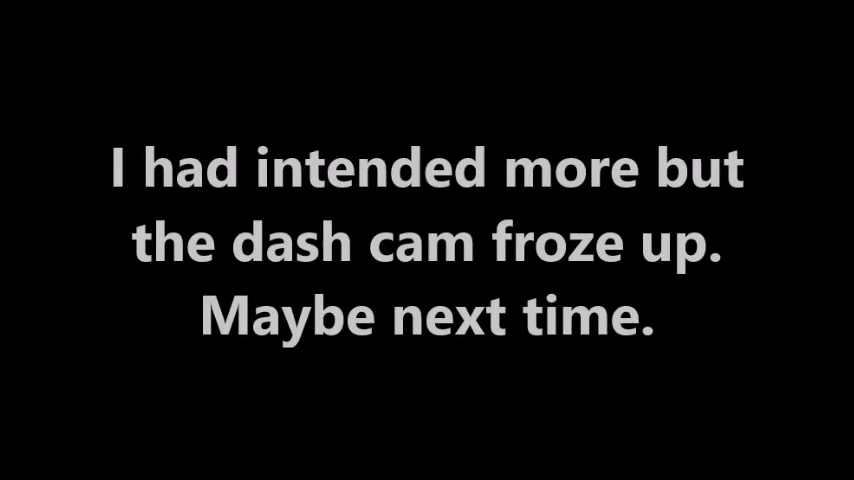 I had intended more but
the dash cam froze up.
Maybe next time.